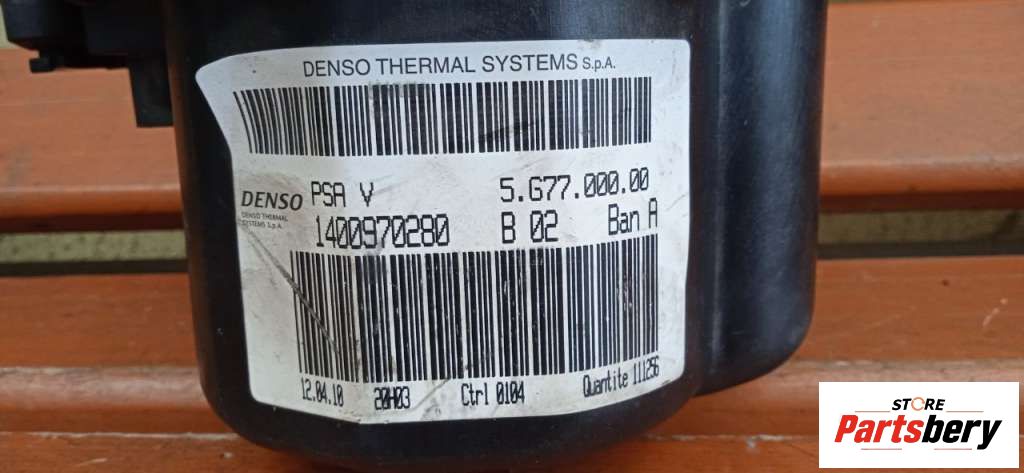 DENSO THERMAL SYSTEMS S.p.A.
DENSO PSA V 5.G77.000.00
DENSO THERMAL
SYSTEMS S.p.A.
1400970280 B 02 Ban A
12.04.10 20H03 Ctrl 0104 Quantite 111256
STORE
Partsbery